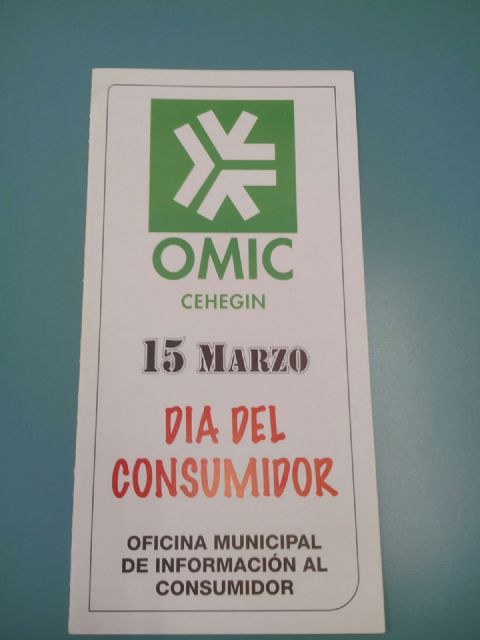 OMIC
CEHEGIN
15 MARZO
DIA DEL
CONSUMIDOR
OFICINA MUNICIPAL
DE INFORMACIÓN AL
CONSUMIDOR